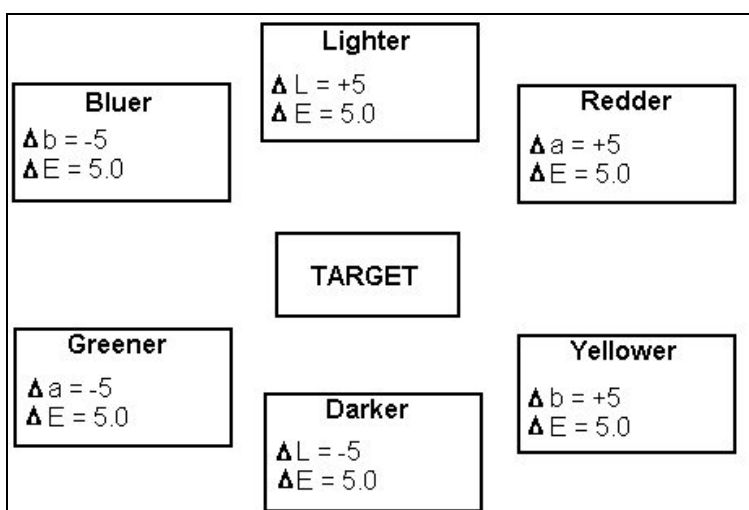 Lighter
Δ L = +5
Δ E = 5.0
Bluer
Δ b = -5
Δ E = 5.0
Redder
Δ a = +5
Δ E = 5.0
TARGET
Greener
Δ a = -5
Δ E = 5.0
Darker
Δ L = -5
Δ E = 5.0
Yellower
Δ b = +5
Δ E = 5.0